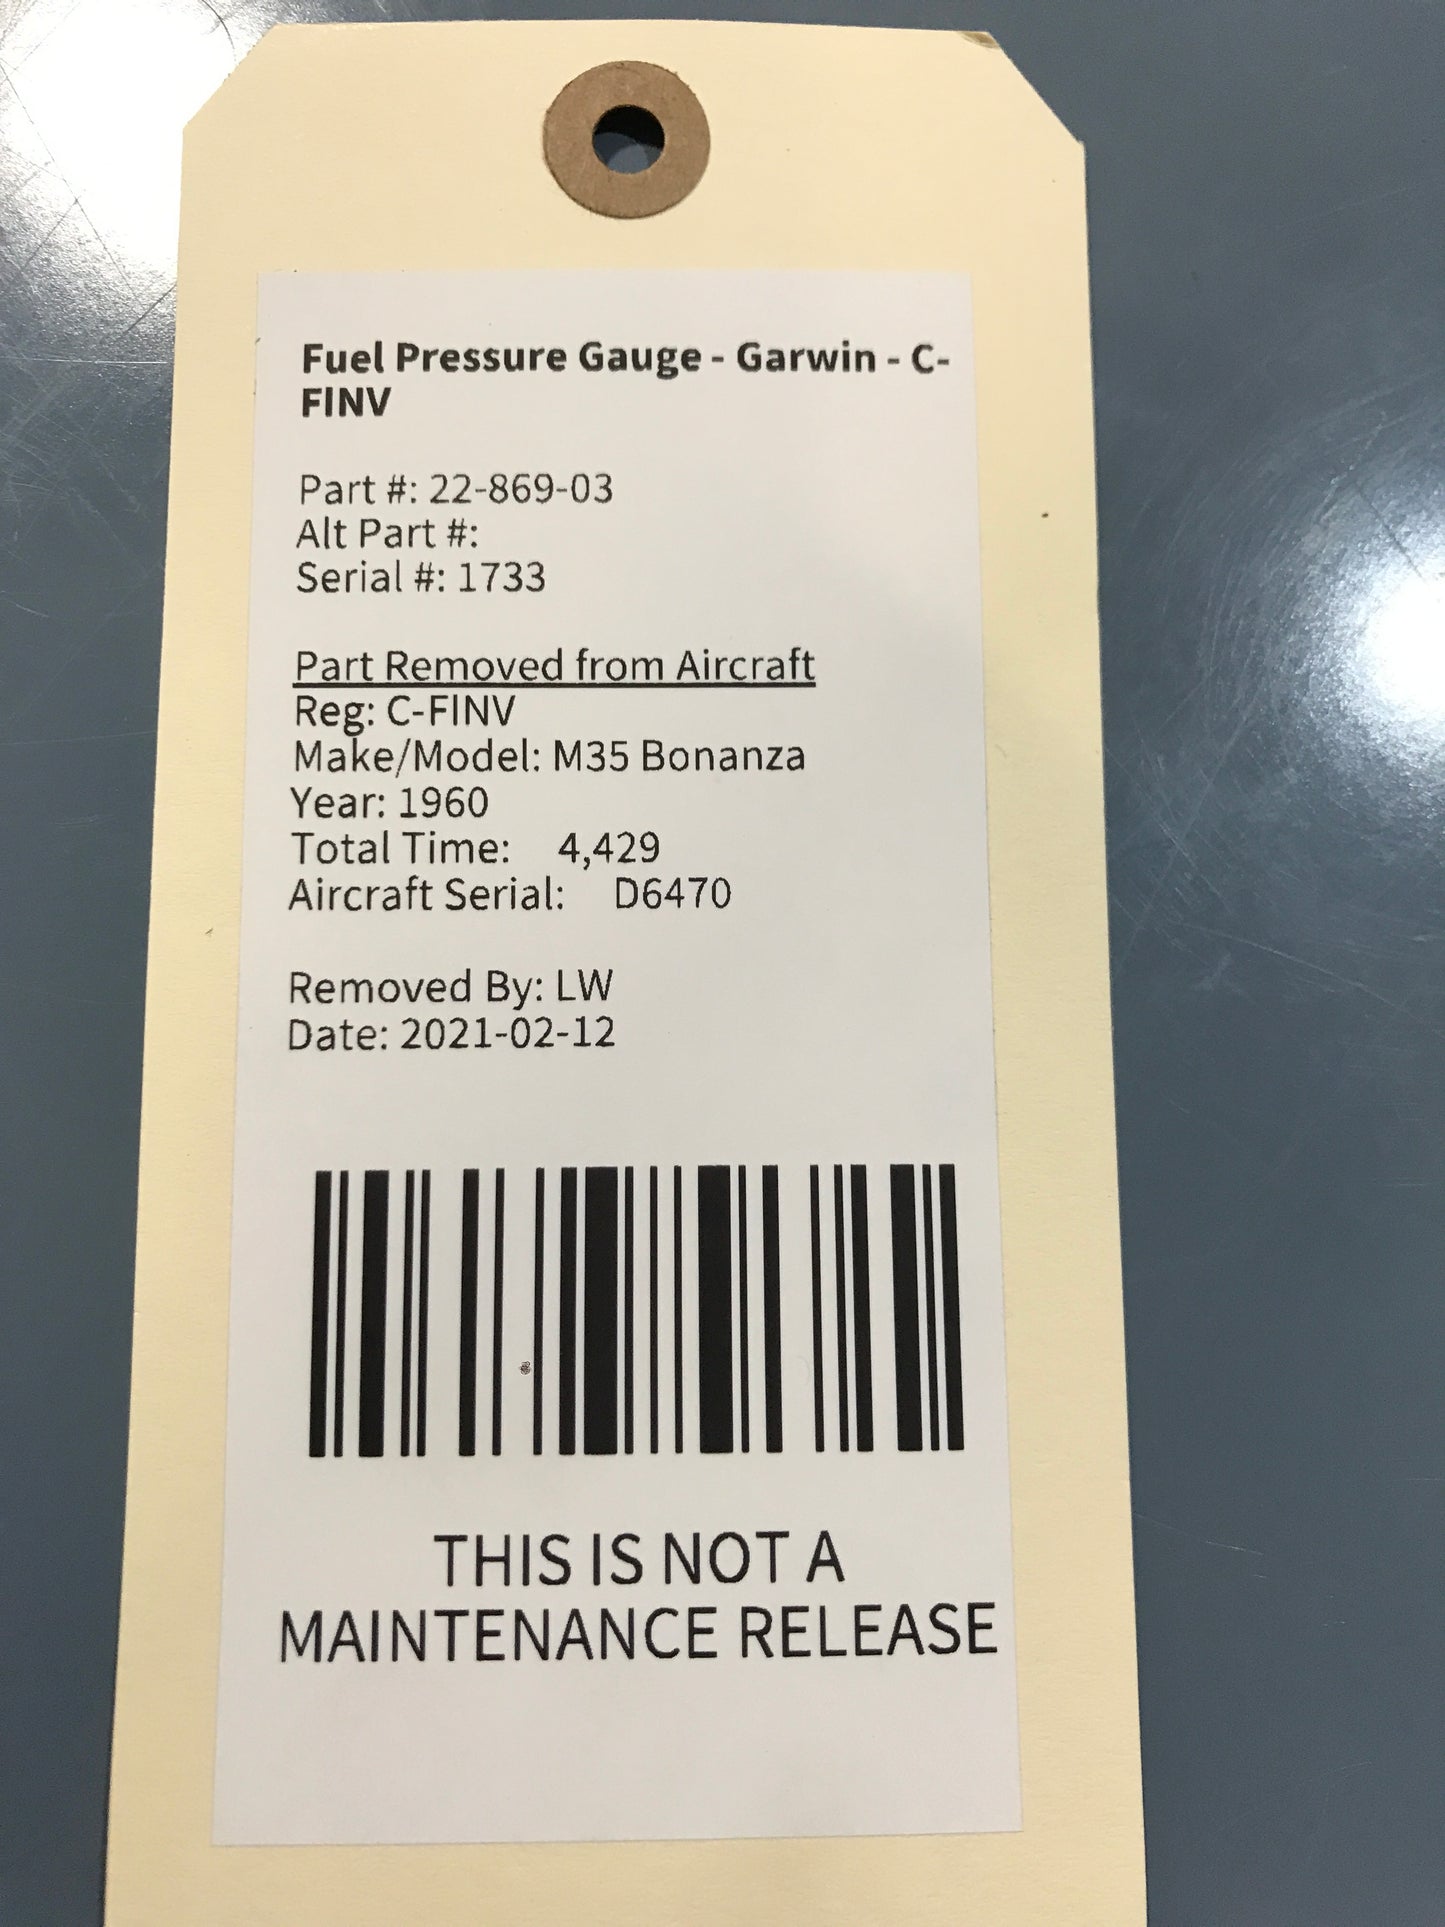 Fuel Pressure Gauge - Garwin - C-
FINV
Part #: 22-869-03
Alt Part #:
Serial #: 1733
Part Removed from Aircraft
Reg: C-FINV
Make/Model: M35 Bonanza
Year: 1960
Total Time: 4,429
Aircraft Serial: D6470
Removed By: LW
Date: 2021-02-12
THIS IS NOT A
MAINTENANCE RELEASE